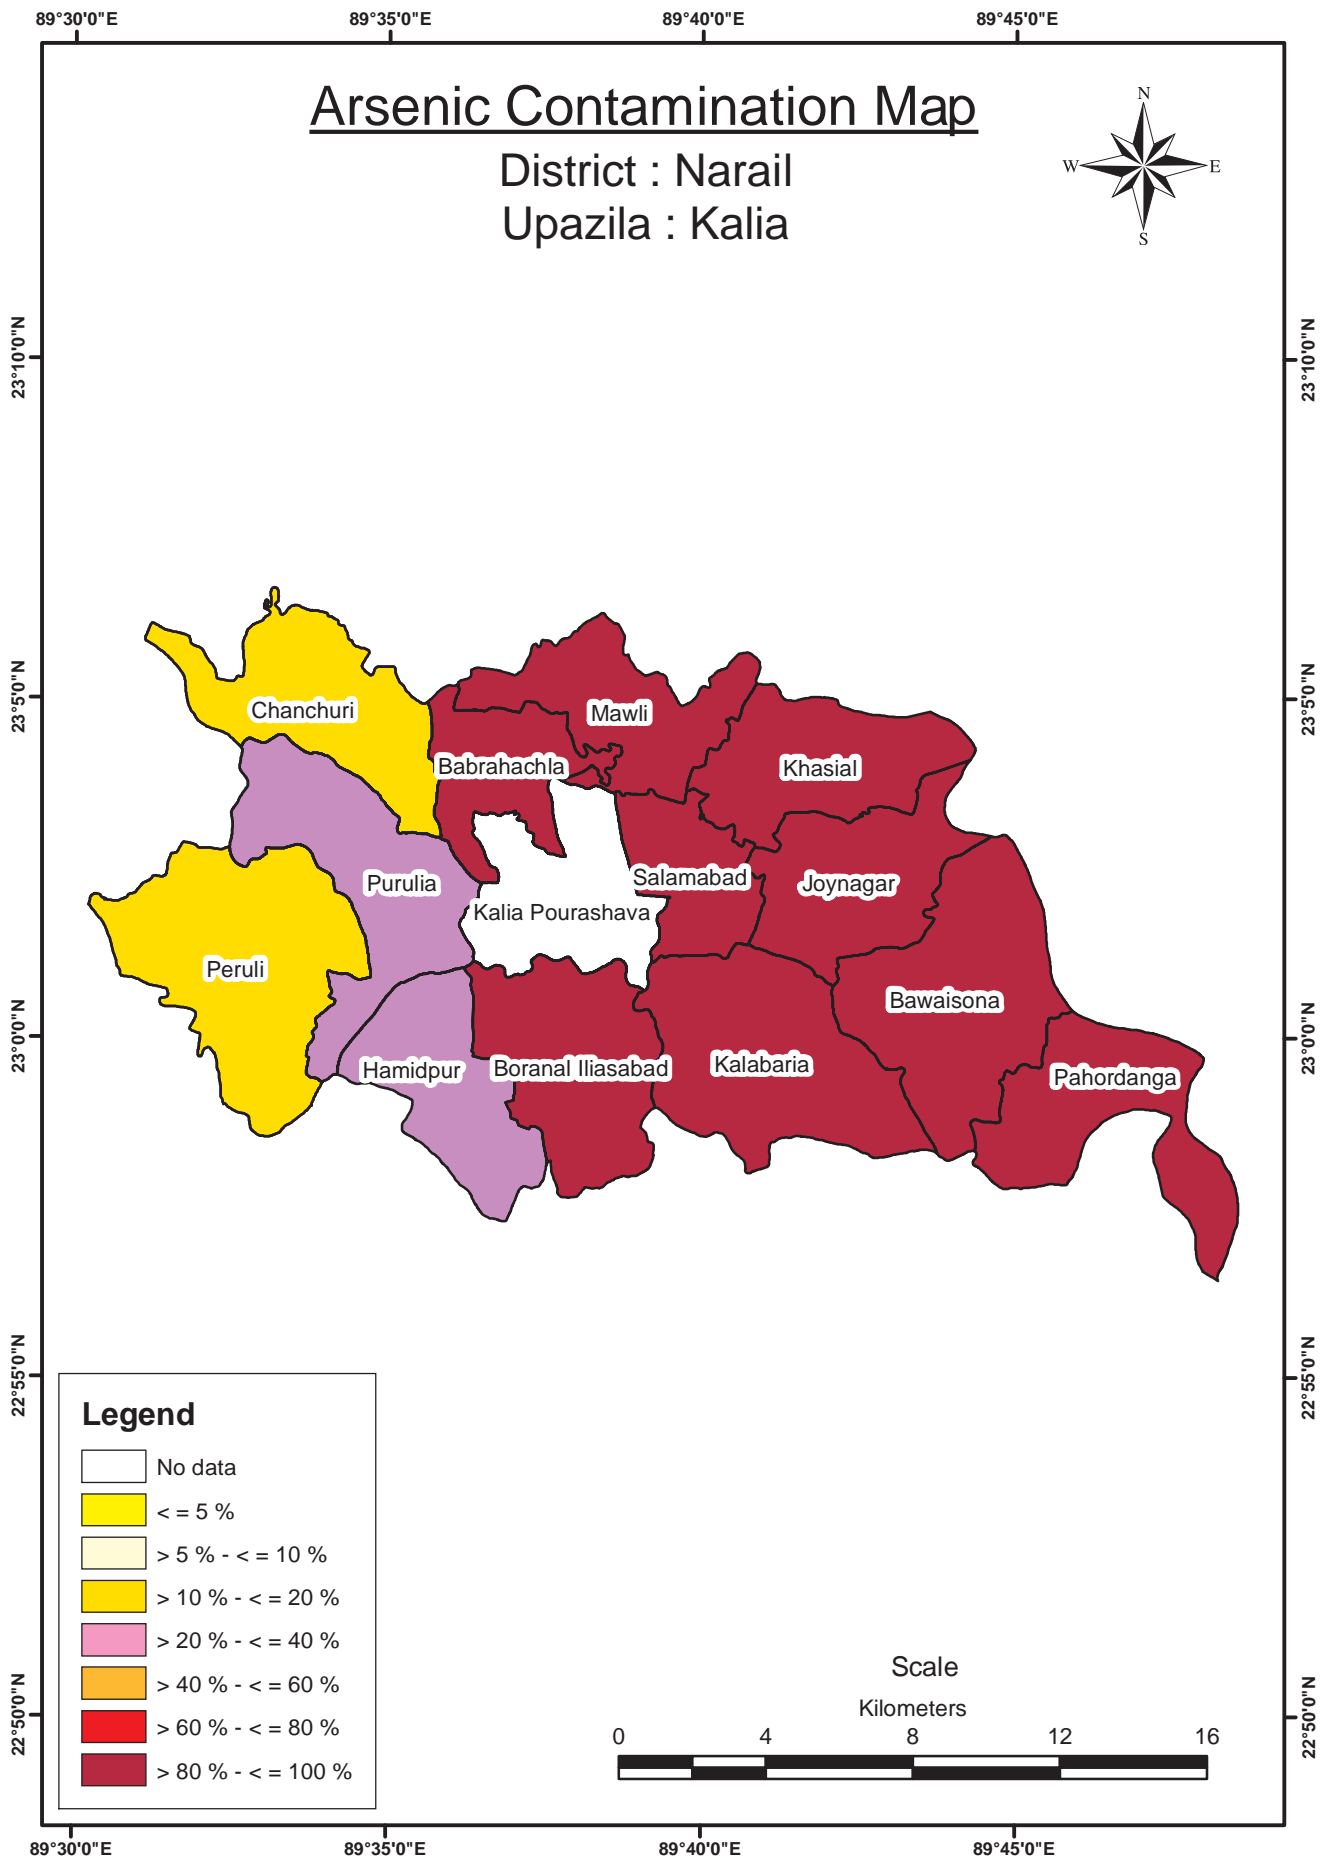 89°30'0"E 89°35'0"E 89°40'0"E 89°45'0"E
Arsenic Contamination Map
District : Narail
Upazila : Kalia
N
W E
S
23°10'0"N 23°10'0"N
23°5'0"N 23°5'0"N
Chanchuri
Mawli
Babrahachla
Khasial
Purulia
Salamabad
Joynagar
Kalia Pourashava
Peruli
Bawaisona
23°0'0"N 23°0'0"N
Hamidpur
Boranal Iliasabad
Kalabaria
Pahordanga
22°55'0"N 22°55'0"N
Legend
No data
< = 5 %
> 5 % - < = 10 %
> 10 % - < = 20 %
> 20 % - < = 40 %
> 40 % - < = 60 %
> 60 % - < = 80 %
> 80 % - < = 100 %
22°50'0"N 22°50'0"N
Scale
Kilometers
0 4 8 12 16
89°30'0"E 89°35'0"E 89°40'0"E 89°45'0"E